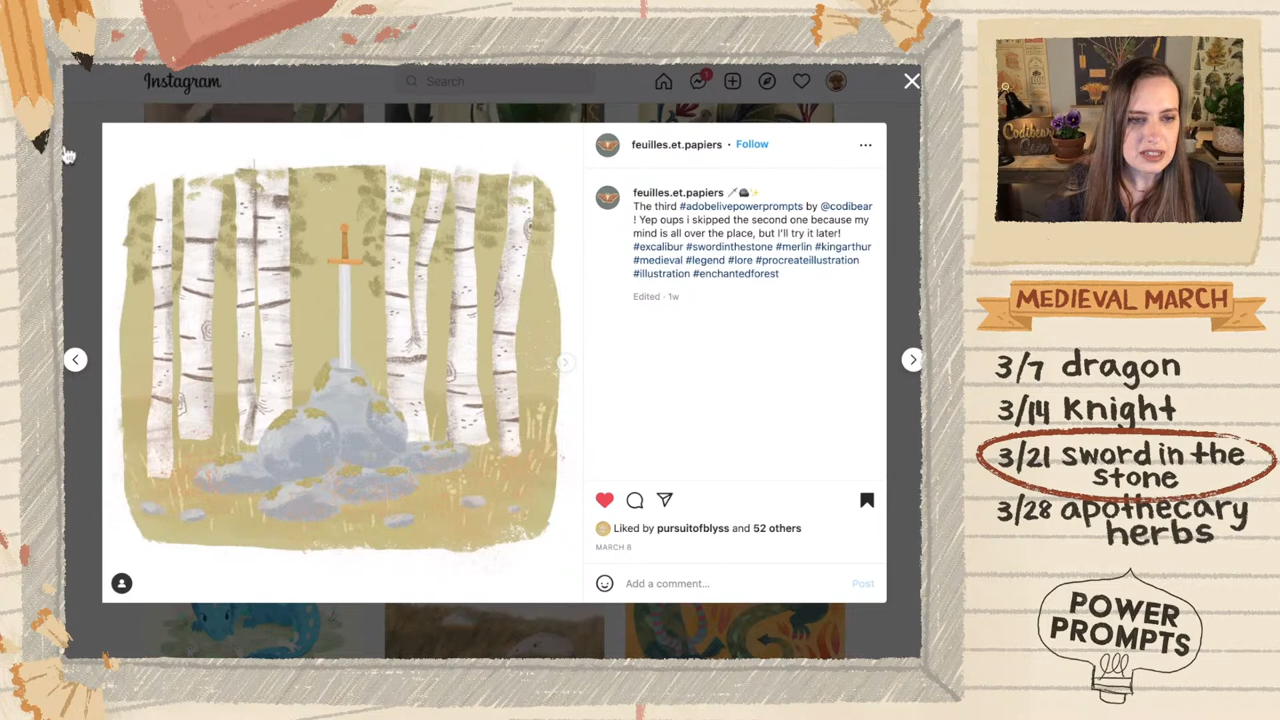 Instagram
Search
1
feuilles.et.papiers • Follow
feuilles.et.papiers 🗡️🪨✨
The third #adobelivepowerprompts by @codibear
! Yep oups i skipped the second one because my
mind is all over the place, but I'll try it later!
#excalibur #swordinthestone #merlin #kingarthur
#medieval #legend #lore #procreateillustration
#illustration #enchantedforest
Edited · 1w
Liked by pursuitofblyss and 52 others
MARCH 8
Add a comment...
Post
Codibear
MEDIEVAL MARCH
3/7 dragon
3/14 Knight
3/21 sword in the
stone
3/28 apothecary
herbs
POWER
PROMPTS